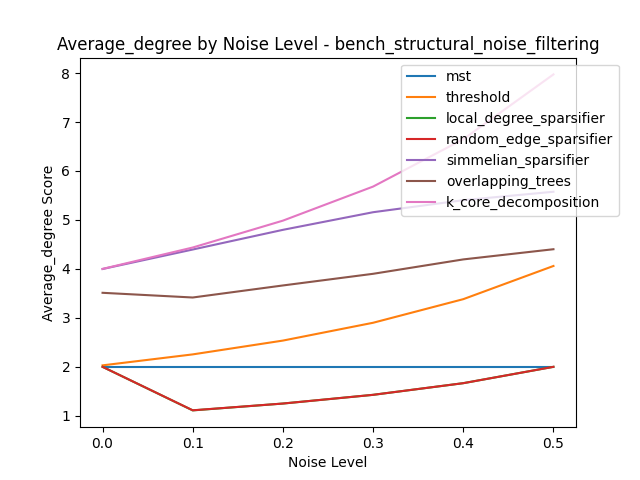 Average_degree by Noise Level - bench_structural_noise_filtering
mst
threshold
local_degree_sparsifier
random_edge_sparsifier
simmelian_sparsifier
overlapping_trees
k_core_decomposition
Average_degree Score
8
7
6
5
4
3
2
1
0.0 0.1 0.2 0.3 0.4 0.5
Noise Level